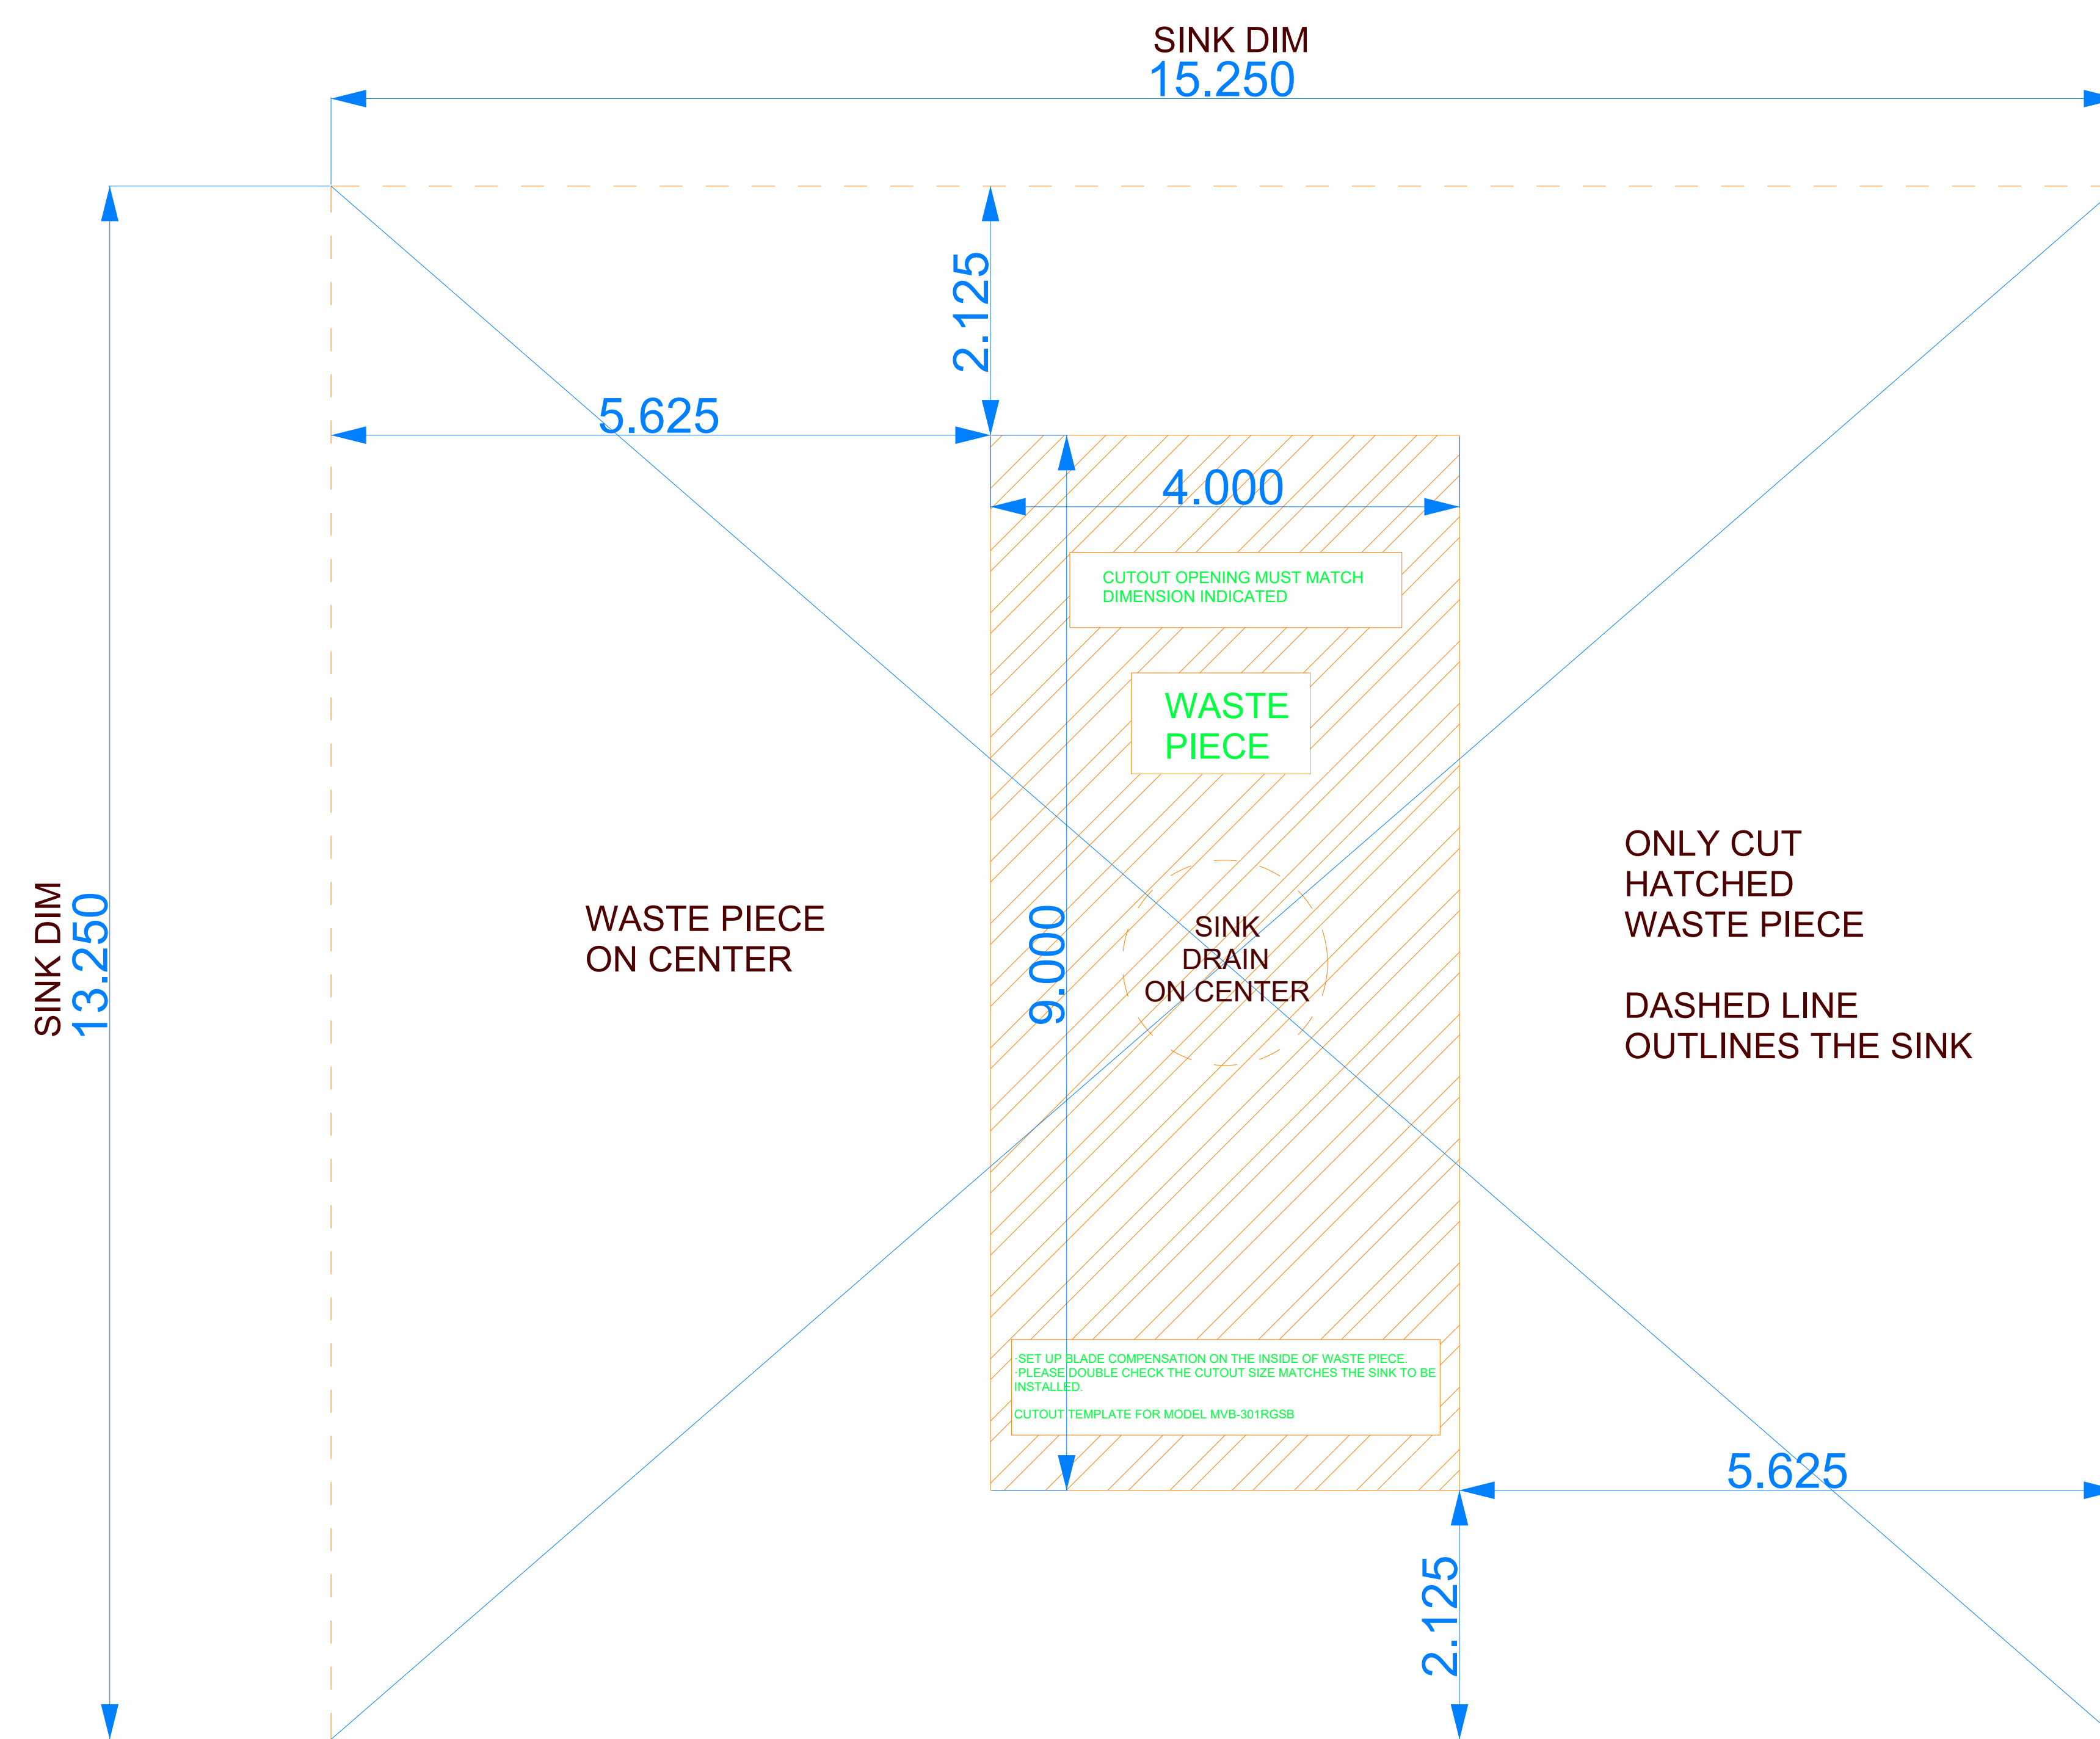 SINK DIM
15.250
2.125
5.625
4.000
CUTOUT OPENING MUST MATCH
DIMENSION INDICATED
WASTE
PIECE
SINK DIM
13.250
WASTE PIECE
ON CENTER
9.000
SINK
DRAIN
ON CENTER
ONLY CUT
HATCHED
WASTE PIECE
DASHED LINE
OUTLINES THE SINK
·SET UP BLADE COMPENSATION ON THE INSIDE OF WASTE PIECE.
·PLEASE DOUBLE CHECK THE CUTOUT SIZE MATCHES THE SINK TO BE
INSTALLED.
CUTOUT TEMPLATE FOR MODEL MVB-301RGSB
5.625
2.125